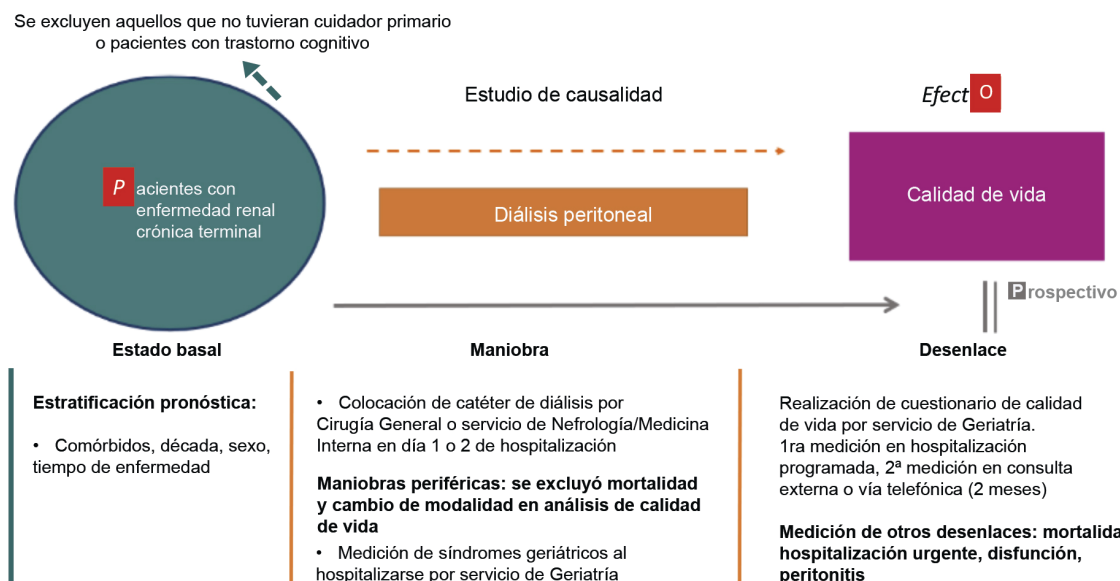 Se excluyen aquellos que no tuvieran cuidador primario
o pacientes con trastorno cognitivo
Estudio de causalidad
Efect O
P acientes con
enfermedad renal
crónica terminal
Diálisis peritoneal
Calidad de vida
Prospectivo
Estado basal
Maniobra
Desenlace
Estratificación pronóstica:
• Comórbidos, década, sexo,
tiempo de enfermedad
• Colocación de catéter de diálisis por
Cirugía General o servicio de Nefrología/Medicina
Interna en día 1 o 2 de hospitalización
Maniobras periféricas: se excluyó mortalidad
y cambio de modalidad en análisis de calidad
de vida
• Medición de síndromes geriátricos al
hospitalizarse por servicio de Geriatría
Realización de cuestionario de calidad
de vida por servicio de Geriatría.
1ra medición en hospitalización
programada, 2ª medición en consulta
externa o vía telefónica (2 meses)
Medición de otros desenlaces: mortalida
hospitalización urgente, disfunción,
peritonitis